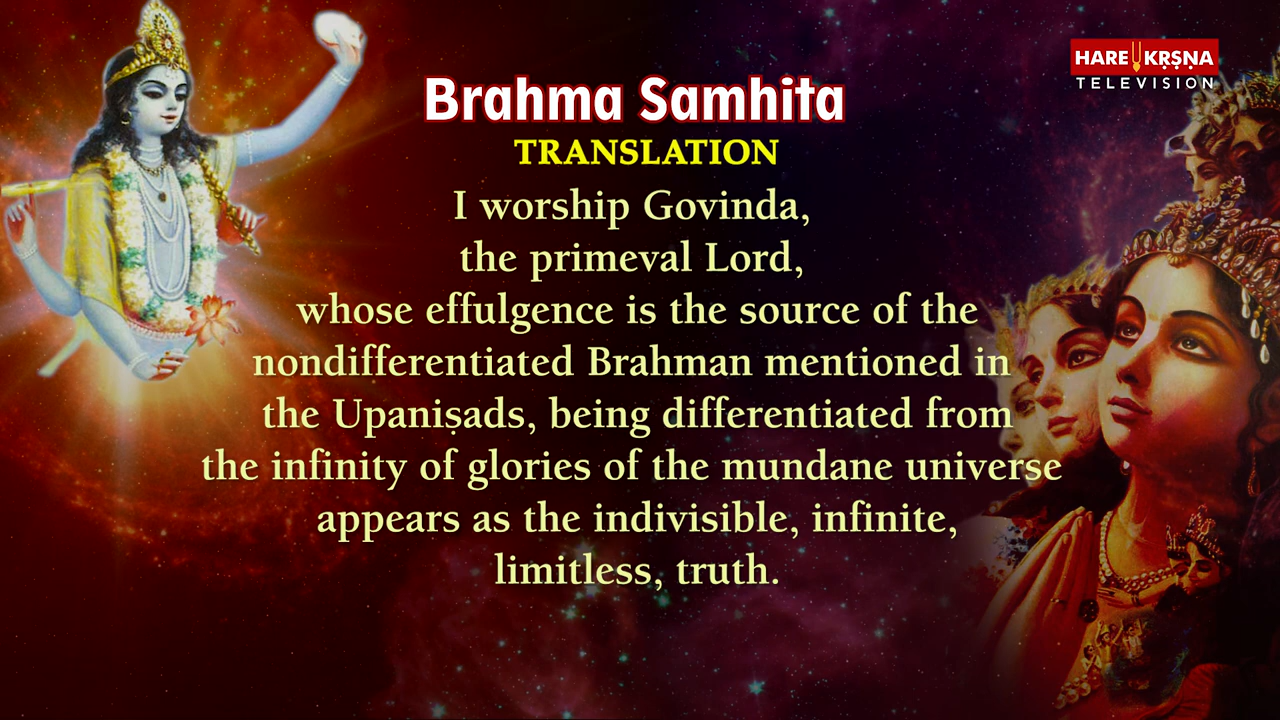 HARE KṚṢṆA
TELEVISION
Brahma Samhita
TRANSLATION
I worship Govinda,
the primeval Lord,
whose effulgence is the source of the
nondifferentiated Brahman mentioned in
the Upaniṣads, being differentiated from
the infinity of glories of the mundane universe
appears as the indivisible, infinite,
limitless, truth.